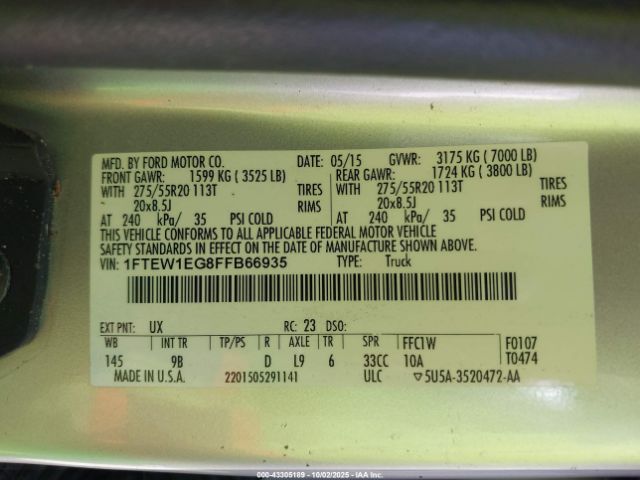 MFD. BY FORD MOTOR CO. DATE: 05/15 GVWR: 3175 KG ( 7000 LB)
FRONT GAWR: 1599 KG ( 3525 LB) REAR GAWR: 1724 KG ( 3800 LB)
WITH 275/55R20 113T TIRES WITH 275/55R20 113T TIRES
20x8.5J RIMS 20x8.5J RIMS
AT 240 kPa/ 35 PSI COLD AT 240 kPa/ 35 PSI COLD
THIS VEHICLE CONFORMS TO ALL APPLICABLE FEDERAL MOTOR VEHICLE
SAFETY STANDARDS IN EFFECT ON THE DATE OF MANUFACTURE SHOWN ABOVE.
VIN: 1FTEW1EG8FFB66935 TYPE: Truck
EXT PNT: UX RC: 23 DSO:
WB INT TR TP/PS R AXLE TR SPR FFC1W F0107
145 9B D L9 6 33CC 10A T0474
MADE IN U.S.A. 2201505291141 ULC ▽5U5A-3520472-AA
000-43305189 - 10/02/2025 - IAAI.CA